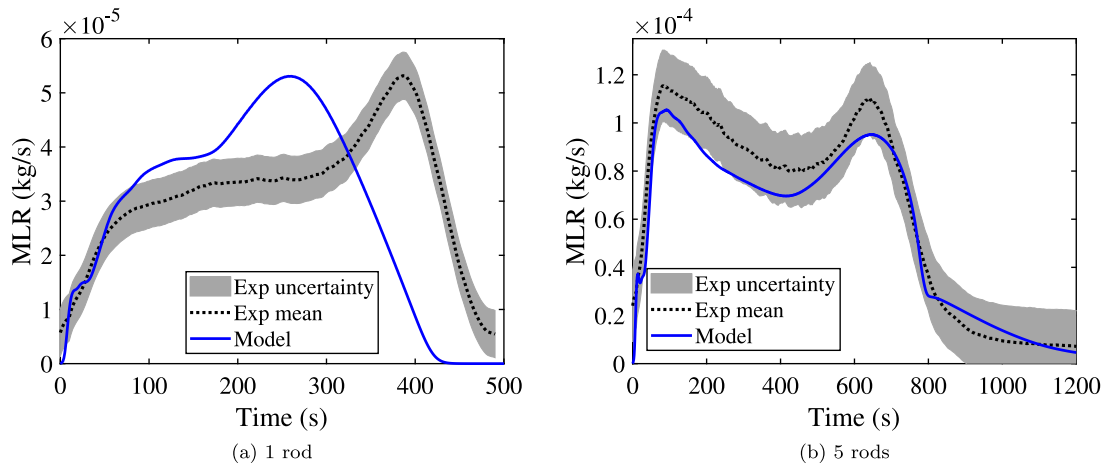 ×10⁻⁵
6
5
4
3
2
1
0
MLR (kg/s)
Exp uncertainty
Exp mean
Model
0 100 200 300 400 500
Time (s)
(a) 1 rod
×10⁻⁴
1.2
1
0.8
0.6
0.4
0.2
0
MLR (kg/s)
Exp uncertainty
Exp mean
Model
0 200 400 600 800 1000 1200
Time (s)
(b) 5 rods